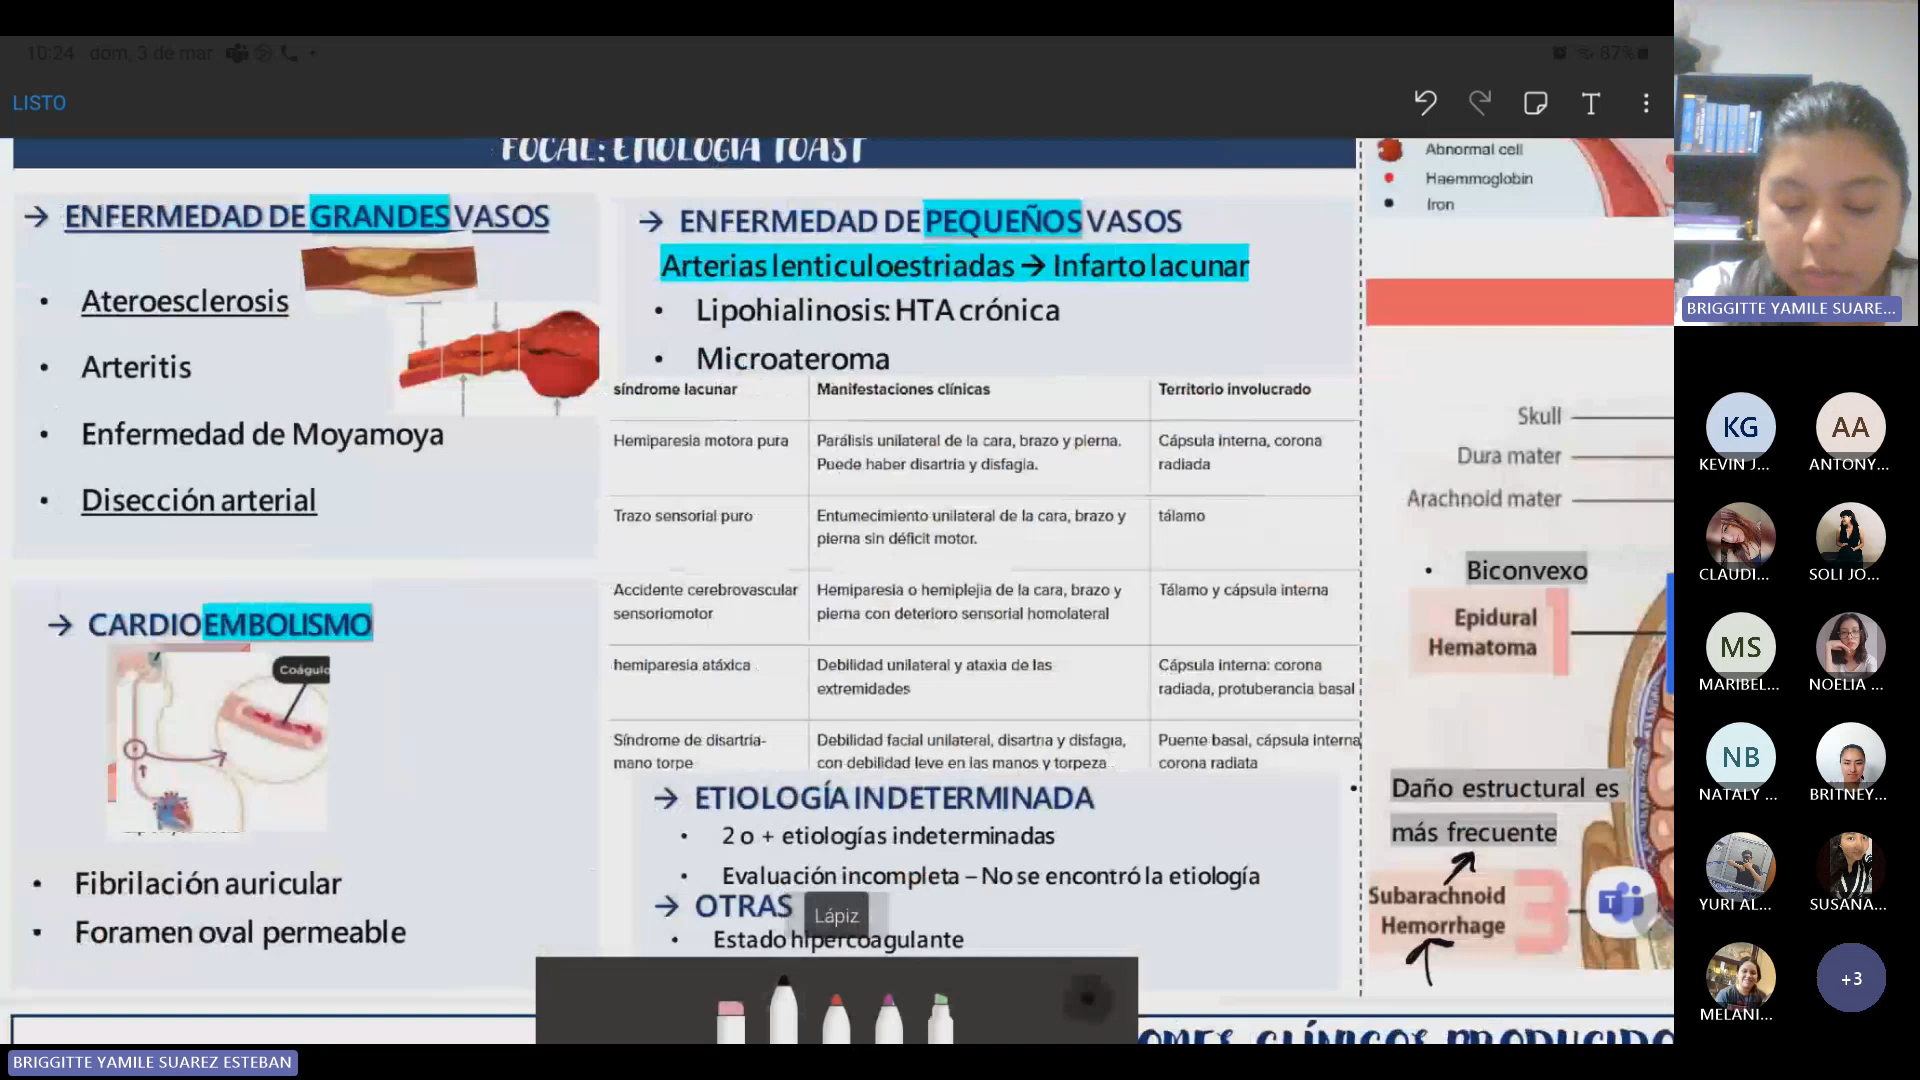 10:24 dom, 3 de mar
87%
LISTO
T
FOCAL: ETIOLOGÍA TOAST
→ ENFERMEDAD DE GRANDES VASOS
• Ateroesclerosis
• Arteritis
• Enfermedad de Moyamoya
• Disección arterial
→ CARDIOEMBOLISMO
Coágulo
• Fibrilación auricular
• Foramen oval permeable
→ ENFERMEDAD DE PEQUEÑOS VASOS
Arterias lenticuloestriadas → Infarto lacunar
• Lipohialinosis: HTA crónica
• Microateroma
síndrome lacunar Manifestaciones clínicas Territorio involucrado
Hemiparesia motora pura Parálisis unilateral de la cara, brazo y pierna. Cápsula interna, corona
Puede haber disartria y disfagia. radiada
Trazo sensorial puro Entumecimiento unilateral de la cara, brazo y tálamo
pierna sin déficit motor.
Accidente cerebrovascular Hemiparesia o hemiplejia de la cara, brazo y Tálamo y cápsula interna
sensoriomotor pierna con deterioro sensorial homolateral
hemiparesia atáxica Debilidad unilateral y ataxia de las Cápsula interna: corona
extremidades radiada, protuberancia basal
Síndrome de disartria- Debilidad facial unilateral, disartria y disfagia, Puente basal, cápsula interna
mano torpe con debilidad leve en las manos y torpeza corona radiata
→ ETIOLOGÍA INDETERMINADA
• 2 o + etiologías indeterminadas
• Evaluación incompleta – No se encontró la etiología
→ OTRAS
Lápiz
• Estado hipercoagulante
Abnormal cell
Haemmoglobin
Iron
Skull
Dura mater
Arachnoid mater
• Biconvexo
Epidural
Hematoma
1
• Daño estructural es
más frecuente
Subarachnoid
Hemorrhage
3
OMES CLÍNICOS PRODUCIDO
BRIGGITTE YAMILE SUAREZ ESTEBAN
BRIGGITTE YAMILE SUARE...
KG
KEVIN J...
AA
ANTONY...
CLAUDI...
SOLI JO...
MS
MARIBEL...
NOELIA ...
NB
NATALY ...
BRITNEY...
YURI AL...
SUSANA...
MELANI...
+3